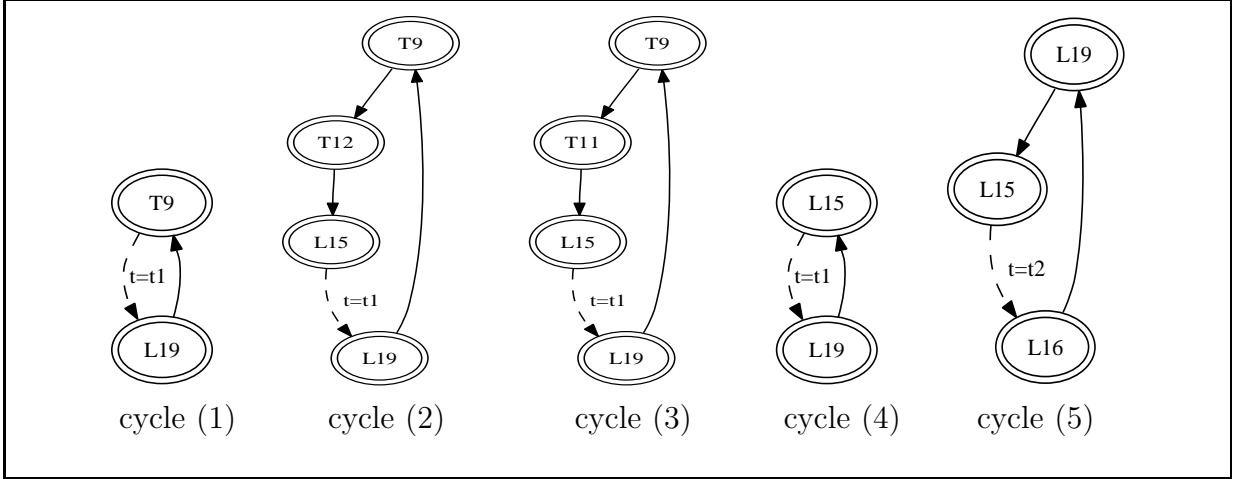 T9
t=t1
L19
cycle (1)
T9
T12
L15
t=t1
L19
cycle (2)
T9
T11
L15
t=t1
L19
cycle (3)
L15
t=t1
L19
cycle (4)
L19
L15
t=t2
L16
cycle (5)